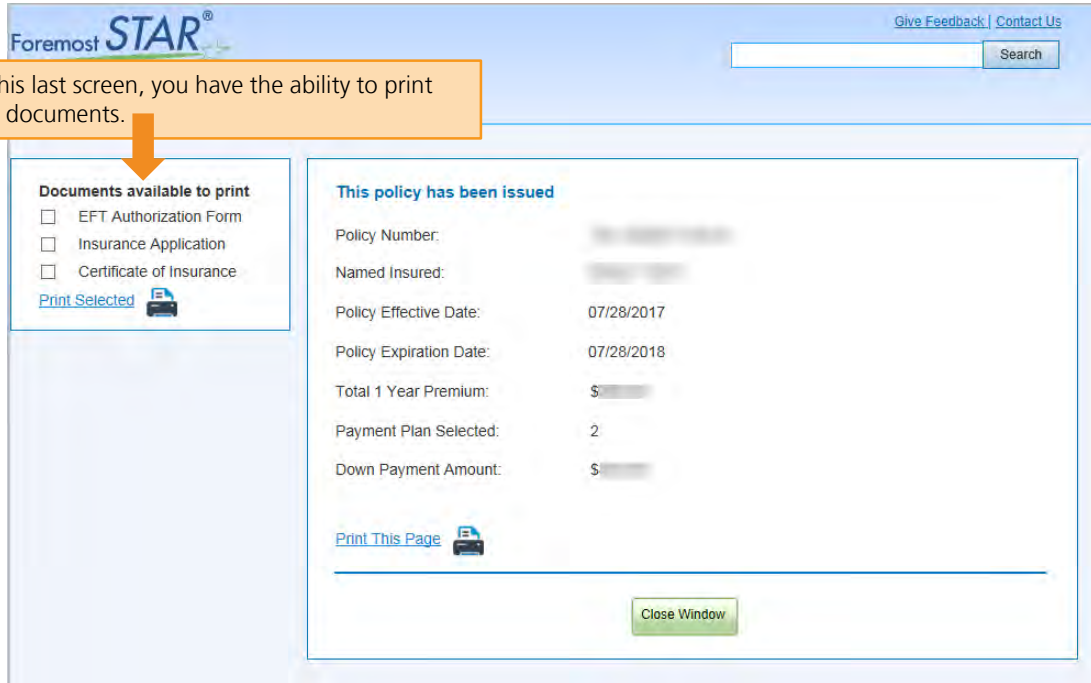 Foremost STAR®
Give Feedback | Contact Us
Search
his last screen, you have the ability to print
documents.
Documents available to print
EFT Authorization Form
Insurance Application
Certificate of Insurance
Print Selected
This policy has been issued
Policy Number:
Named Insured:
Policy Effective Date: 07/28/2017
Policy Expiration Date: 07/28/2018
Total 1 Year Premium: $
Payment Plan Selected: 2
Down Payment Amount: $
Print This Page
Close Window